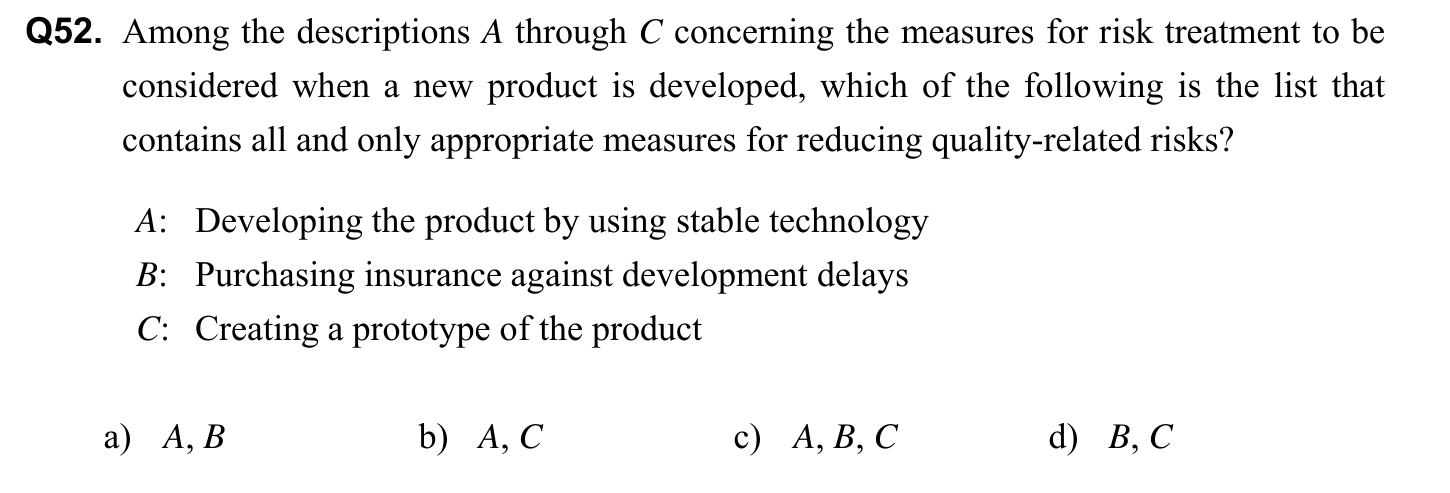 Q52. Among the descriptions A through C concerning the measures for risk treatment to be
considered when a new product is developed, which of the following is the list that
contains all and only appropriate measures for reducing quality-related risks?
A: Developing the product by using stable technology
B: Purchasing insurance against development delays
C: Creating a prototype of the product
a) A, B b) A, C c) A, B, C d) B, C